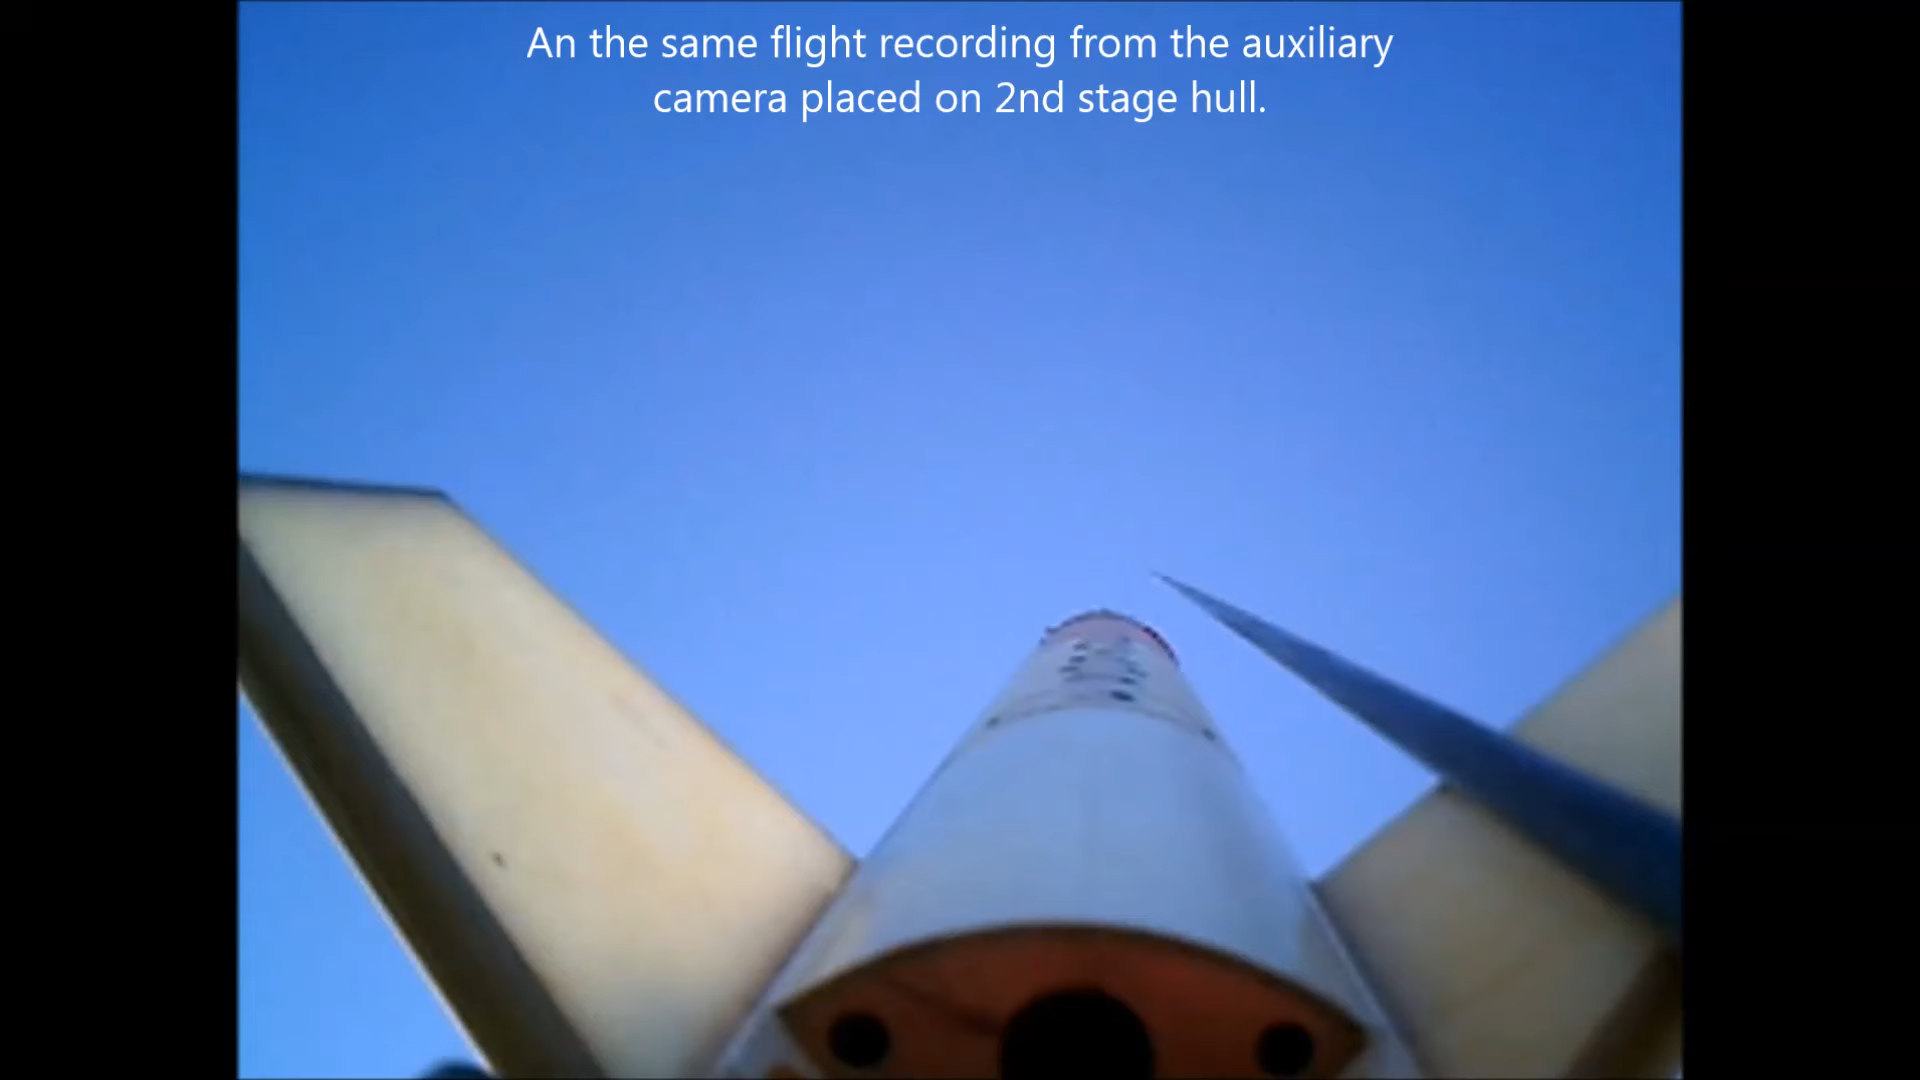 An the same flight recording from the auxiliary
camera placed on 2nd stage hull.